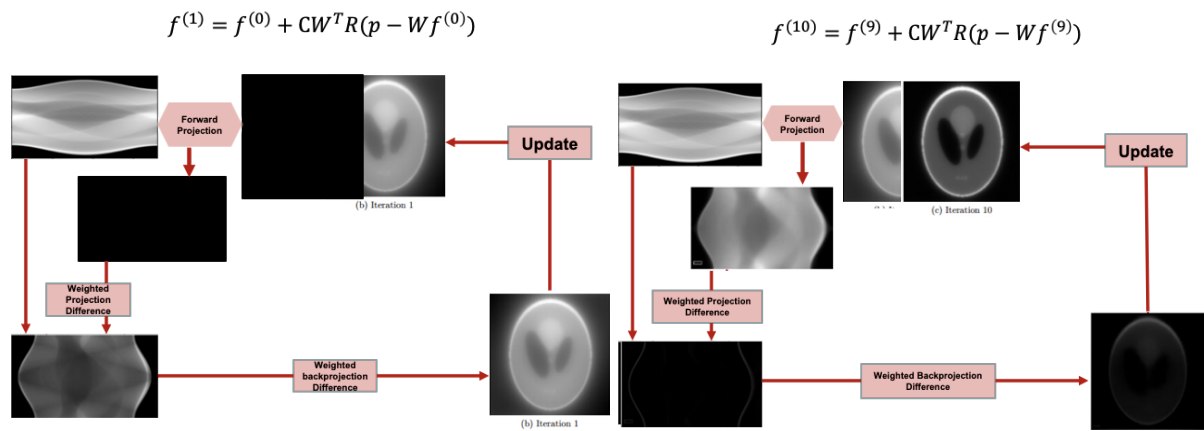 f^{(1)} = f^{(0)} + CW^T R(p − Wf^{(0)})
Forward
Projection
Update
(b) Iteration 1
Weighted
Projection
Difference
Weighted
backprojection
Difference
(b) Iteration 1
f^{(10)} = f^{(9)} + CW^T R(p − Wf^{(9)})
Forward
Projection
Update
(c) Iteration 10
Weighted Projection
Difference
Weighted Backprojection
Difference